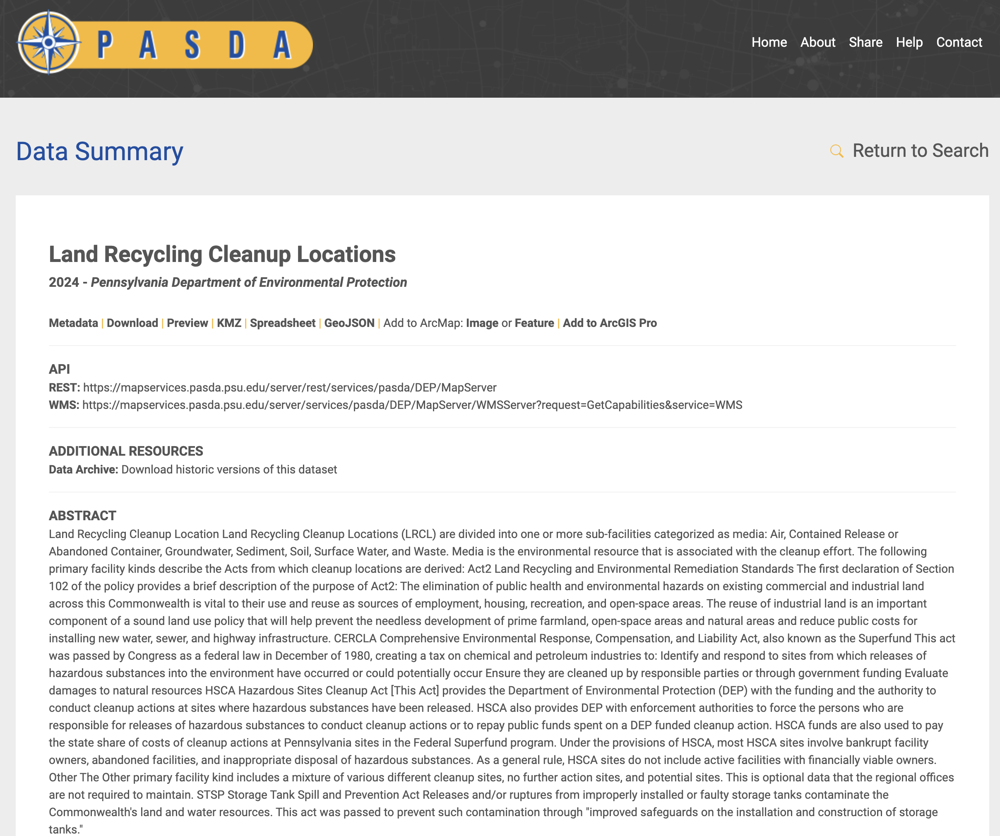 PASDA
Home About Share Help Contact
Data Summary
Return to Search
Land Recycling Cleanup Locations
2024 - Pennsylvania Department of Environmental Protection
Metadata | Download | Preview | KMZ | Spreadsheet | GeoJSON | Add to ArcMap: Image or Feature | Add to ArcGIS Pro
API
REST: https://mapservices.pasda.psu.edu/server/rest/services/pasda/DEP/MapServer
WMS: https://mapservices.pasda.psu.edu/server/services/pasda/DEP/MapServer/WMSServer?request=GetCapabilities&service=WMS
ADDITIONAL RESOURCES
Data Archive: Download historic versions of this dataset
ABSTRACT
Land Recycling Cleanup Location Land Recycling Cleanup Locations (LRCL) are divided into one or more sub-facilities categorized as media: Air, Contained Release or
Abandoned Container, Groundwater, Sediment, Soil, Surface Water, and Waste. Media is the environmental resource that is associated with the cleanup effort. The following
primary facility kinds describe the Acts from which cleanup locations are derived: Act2 Land Recycling and Environmental Remediation Standards The first declaration of Section
102 of the policy provides a brief description of the purpose of Act2: The elimination of public health and environmental hazards on existing commercial and industrial land
across this Commonwealth is vital to their use and reuse as sources of employment, housing, recreation, and open-space areas. The reuse of industrial land is an important
component of a sound land use policy that will help prevent the needless development of prime farmland, open-space areas and natural areas and reduce public costs for
installing new water, sewer, and highway infrastructure. CERCLA Comprehensive Environmental Response, Compensation, and Liability Act, also known as the Superfund This act
was passed by Congress as a federal law in December of 1980, creating a tax on chemical and petroleum industries to: Identify and respond to sites from which releases of
hazardous substances into the environment have occurred or could potentially occur Ensure they are cleaned up by responsible parties or through government funding Evaluate
damages to natural resources HSCA Hazardous Sites Cleanup Act [This Act] provides the Department of Environmental Protection (DEP) with the funding and the authority to
conduct cleanup actions at sites where hazardous substances have been released. HSCA also provides DEP with enforcement authorities to force the persons who are
responsible for releases of hazardous substances to conduct cleanup actions or to repay public funds spent on a DEP funded cleanup action. HSCA funds are also used to pay
the state share of costs of cleanup actions at Pennsylvania sites in the Federal Superfund program. Under the provisions of HSCA, most HSCA sites involve bankrupt facility
owners, abandoned facilities, and inappropriate disposal of hazardous substances. As a general rule, HSCA sites do not include active facilities with financially viable owners.
Other The Other primary facility kind includes a mixture of various different cleanup sites, no further action sites, and potential sites. This is optional data that the regional offices
are not required to maintain. STSP Storage Tank Spill and Prevention Act Releases and/or ruptures from improperly installed or faulty storage tanks contaminate the
Commonwealth's land and water resources. This act was passed to prevent such contamination through "improved safeguards on the installation and construction of storage
tanks."